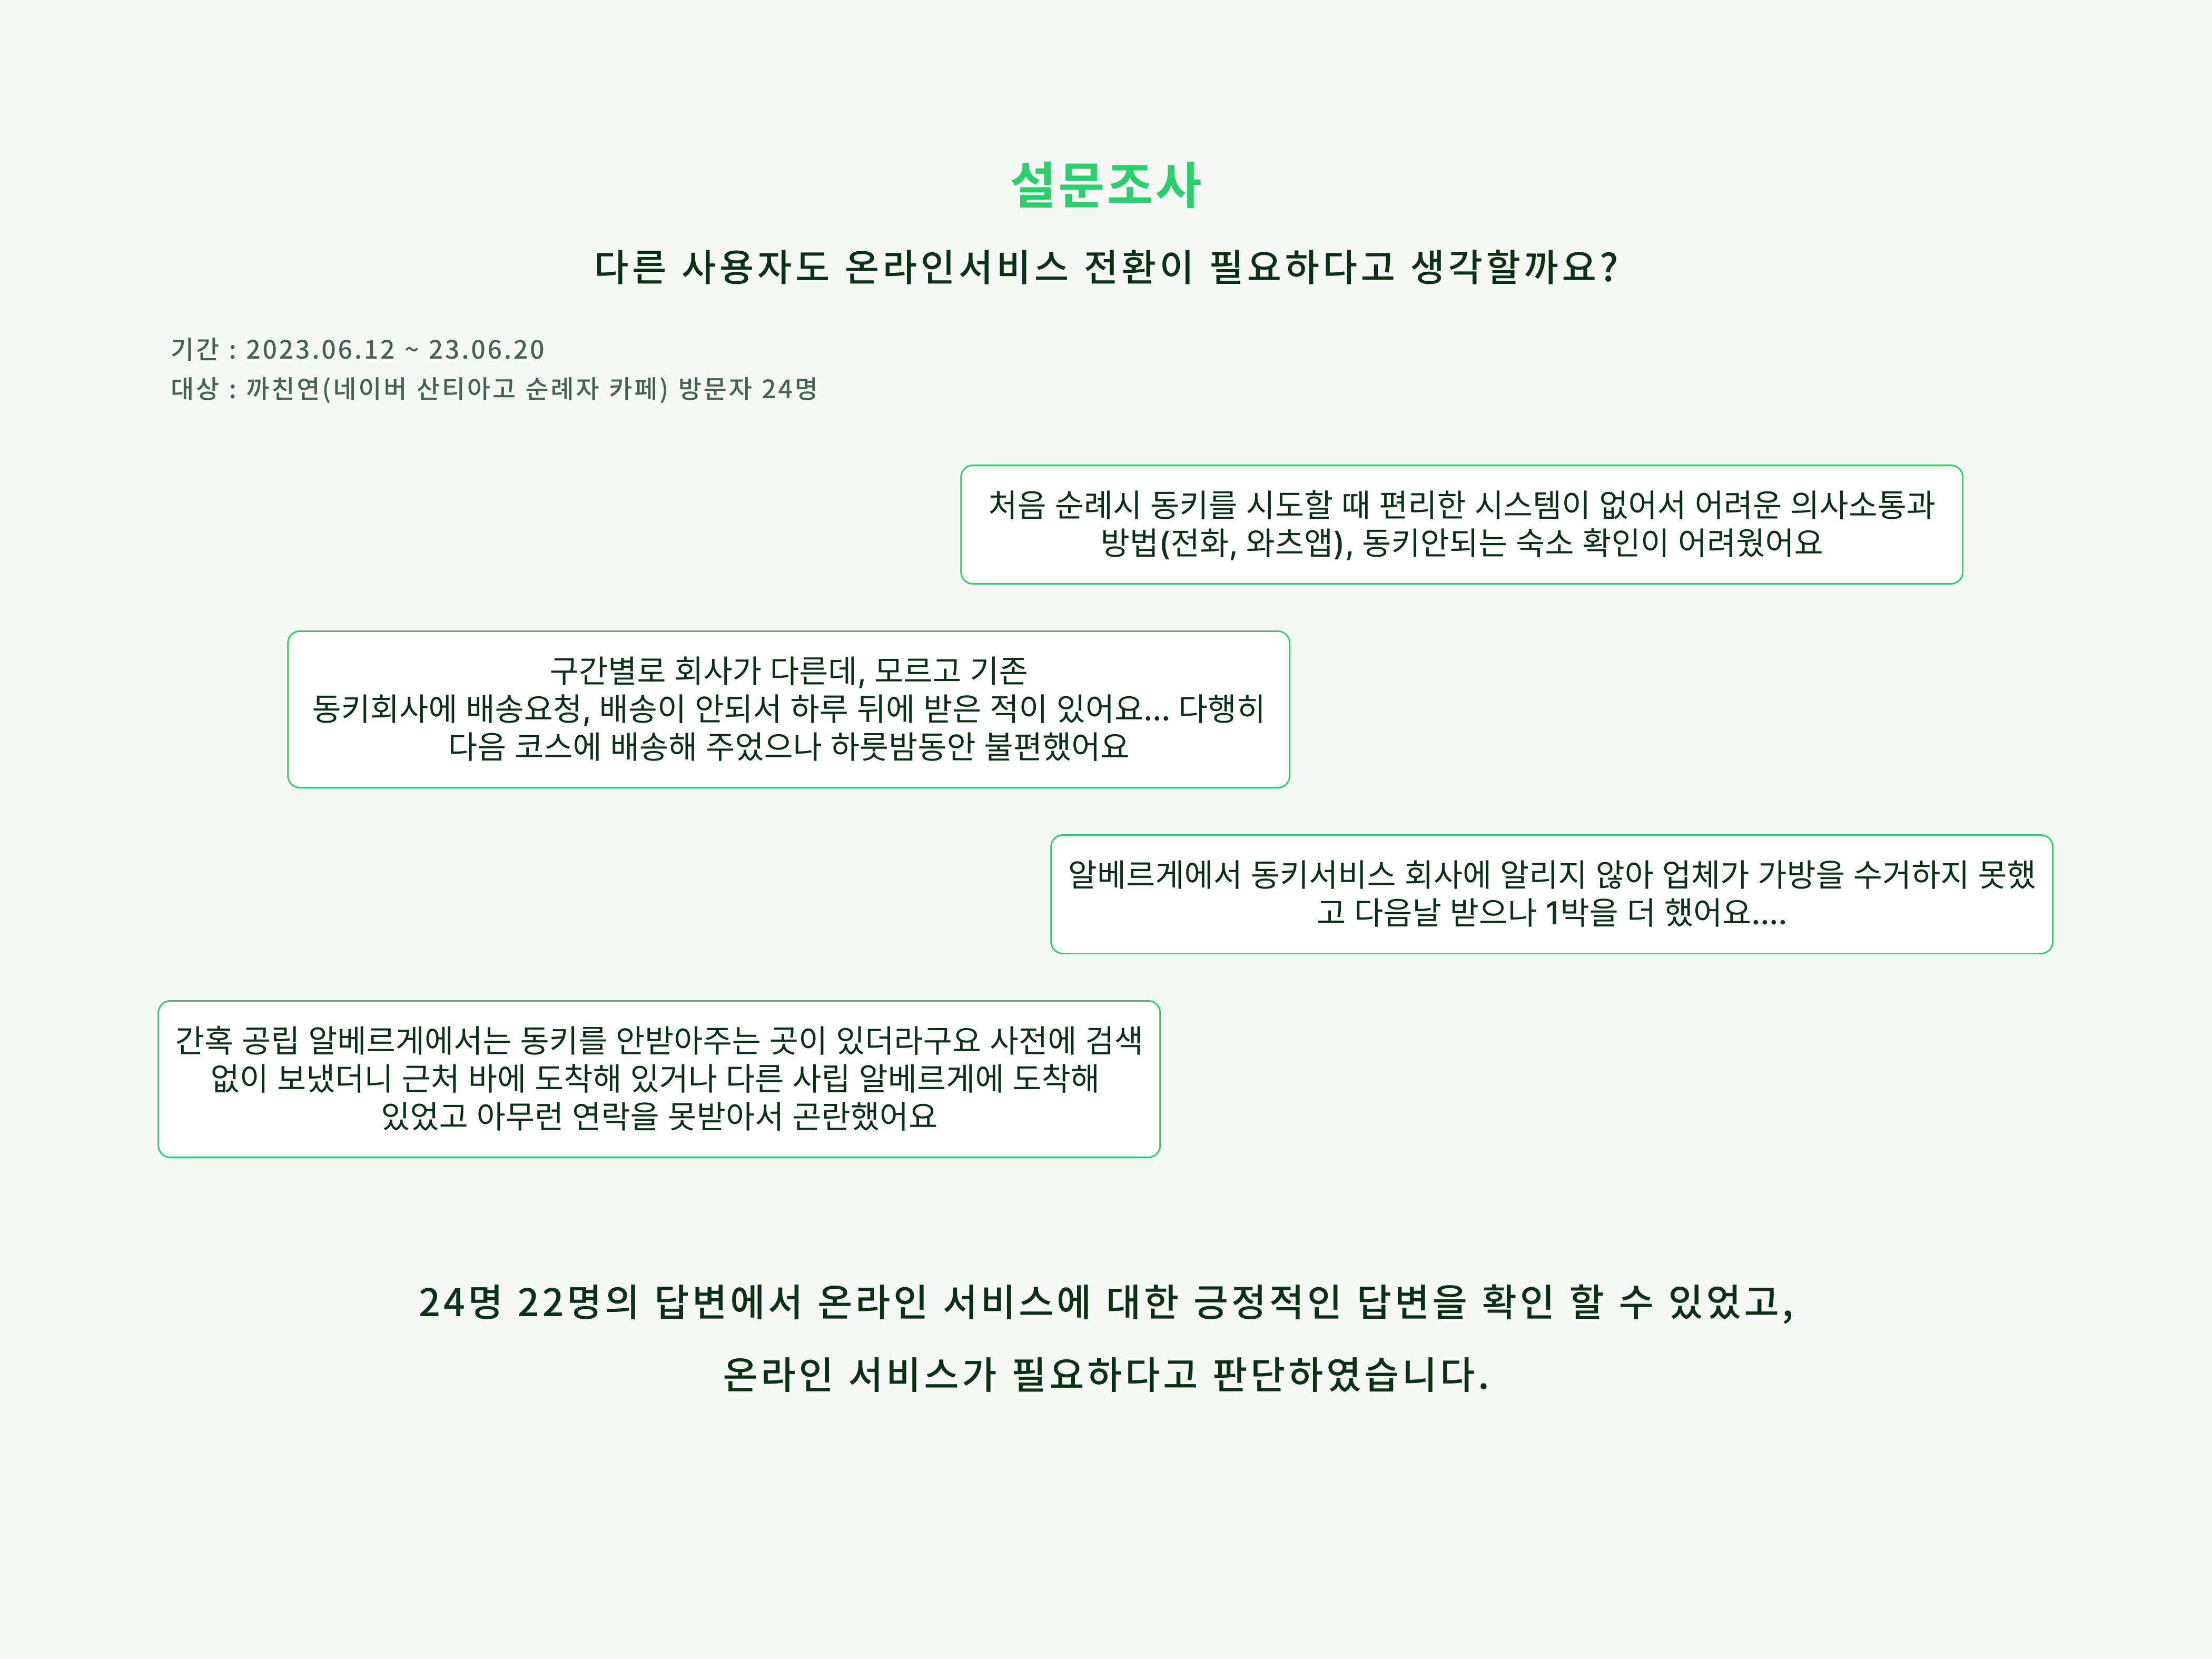 설문조사
다른 사용자도 온라인서비스 전환이 필요하다고 생각할까요?
기간 : 2023.06.12 ~ 23.06.20
대상 : 까친연(네이버 산티아고 순례자 카페) 방문자 24명
처음 순례시 동키를 시도할 때 편리한 시스템이 없어서 어려운 의사소통과
방법(전화, 와츠앱), 동키안되는 숙소 확인이 어려웠어요
구간별로 회사가 다른데, 모르고 기존
동키회사에 배송요청, 배송이 안되서 하루 뒤에 받은 적이 있어요... 다행히
다음 코스에 배송해 주었으나 하룻밤동안 불편했어요
알베르게에서 동키서비스 회사에 알리지 않아 업체가 가방을 수거하지 못했
고 다음날 받으나 1박을 더 했어요....
간혹 공립 알베르게에서는 동키를 안받아주는 곳이 있더라구요 사전에 검색
없이 보냈더니 근처 바에 도착해 있거나 다른 사립 알베르게에 도착해
있었고 아무런 연락을 못받아서 곤란했어요
24명 22명의 답변에서 온라인 서비스에 대한 긍정적인 답변을 확인 할 수 있었고,
온라인 서비스가 필요하다고 판단하였습니다.